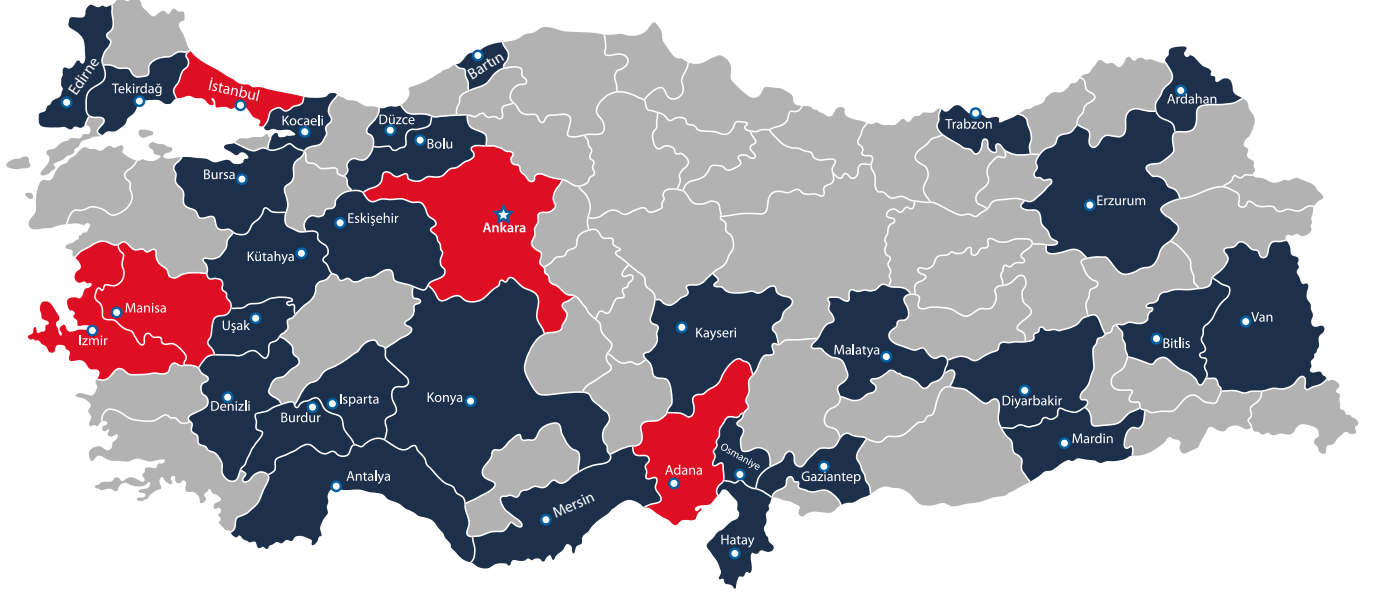 Edirne
Tekirdağ
İstanbul
Kocaeli
Düzce
Bolu
Bartın
Trabzon
Ardahan
Bursa
Eskişehir
Ankara
Erzurum
Kütahya
Manisa
İzmir
Uşak
Kayseri
Malatya
Bitlis
Van
Denizli
Burdur
Isparta
Konya
Diyarbakir
Mardin
Antalya
Mersin
Adana
Osmaniye
Gaziantep
Hatay